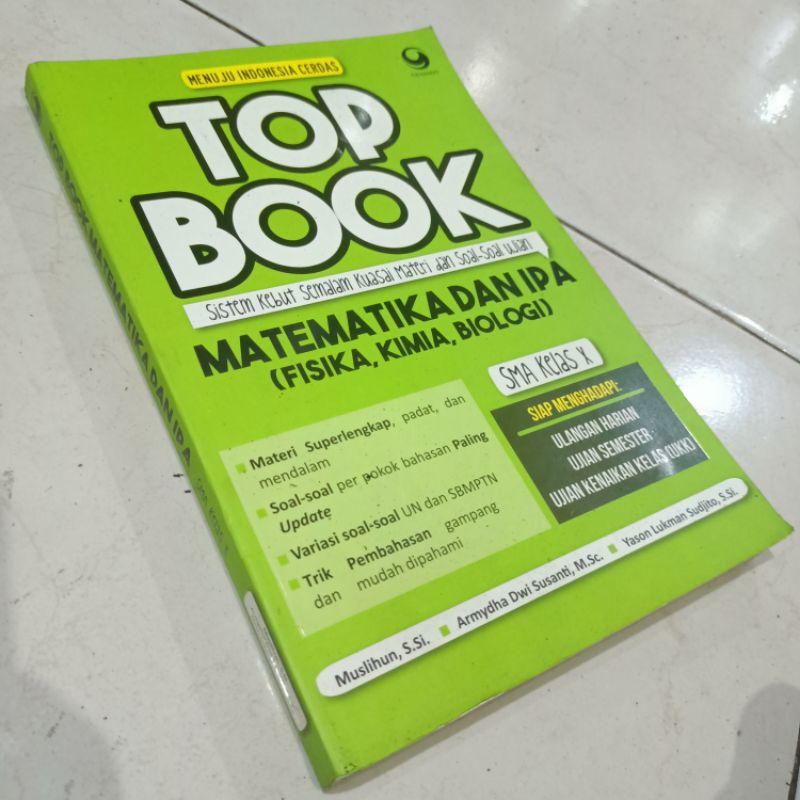 MENUJU INDONESIA CERDAS
TOP
BOOK
Sistem Kebut Semalam Kuasai Materi dan Soal-Soal Ujian
MATEMATIKA DAN IPA
(FISIKA, KIMIA, BIOLOGI)
SMA Kelas X
Materi Superlengkap, padat, dan
mendalam
Soal-soal per pokok bahasan Paling
Update
Variasi soal-soal UN dan SBMPTN
Trik Pembahasan gampang
dan mudah dipahami
SIAP MENGHADAPI:
ULANGAN HARIAN
UJIAN SEMESTER
UJIAN KENAIKAN KELAS (UKK)
Muslihun, S.Si. Armydha Dwi Susanti, M.Sc. Yason Lukman Sudjito, S.Si.
TOP BOOK MATEMATIKA DAN IPA SMA Kelas X